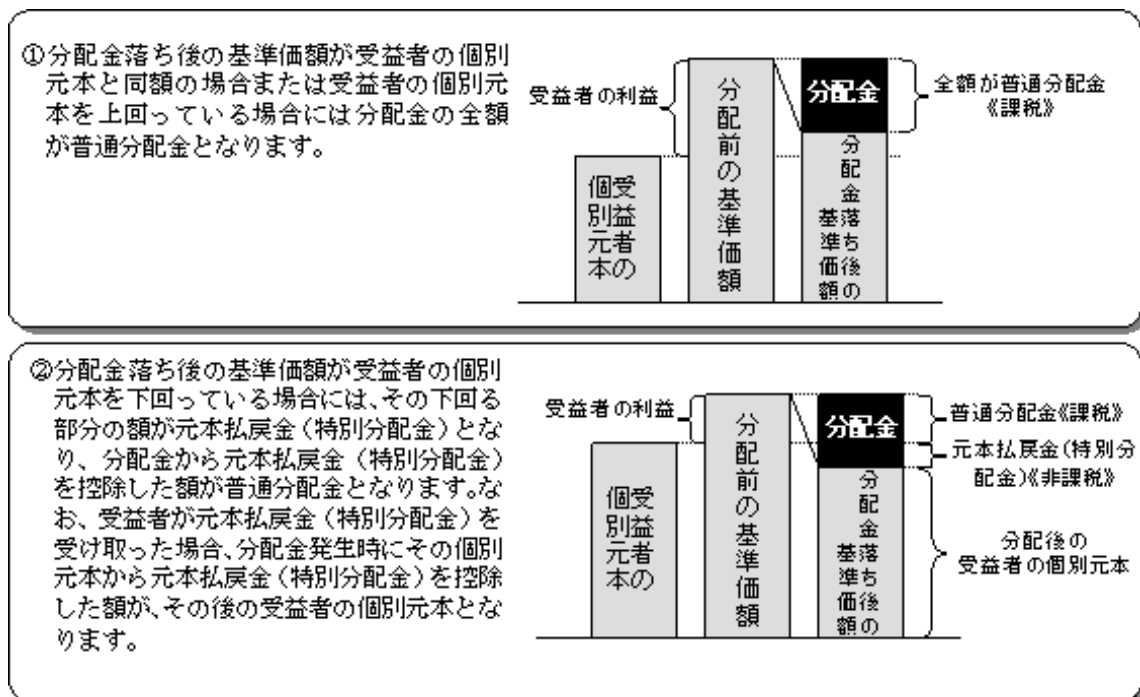 ①分配金落ち後の基準価額が受益者の個別
元本と同額の場合または受益者の個別元
本を上回っている場合には分配金の全額
が普通分配金となります。
受益者の利益
受益者の
個別元本
分配前の基準価額
分配金
分配金落ち後の
基準価額
全額が普通分配金
《課税》
②分配金落ち後の基準価額が受益者の個別
元本を下回っている場合には、その下回る
部分の額が元本払戻金(特別分配金)とな
り、分配金から元本払戻金(特別分配金)
を控除した額が普通分配金となります。な
お、受益者が元本払戻金(特別分配金)を
受け取った場合、分配金発生時にその個別
元本から元本払戻金(特別分配金)を控除
した額が、その後の受益者の個別元本とな
ります。
受益者の利益
受益者の
個別元本
分配前の基準価額
分配金
分配金落ち後の
基準価額
普通分配金《課税》
元本払戻金(特別分
配金)《非課税》
分配後の
受益者の個別元本